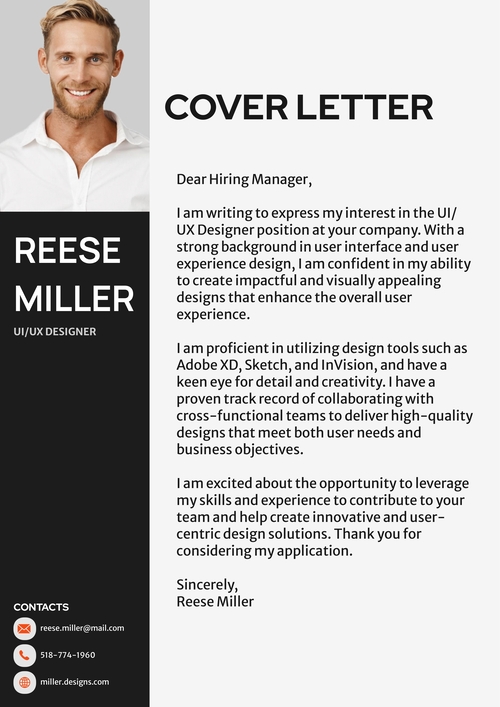 REESE
MILLER
UI/UX DESIGNER
CONTACTS
reese.miller@mail.com
518-774-1960
miller.designs.com
COVER LETTER
Dear Hiring Manager,
I am writing to express my interest in the UI/
UX Designer position at your company. With a
strong background in user interface and user
experience design, I am confident in my ability
to create impactful and visually appealing
designs that enhance the overall user
experience.
I am proficient in utilizing design tools such as
Adobe XD, Sketch, and InVision, and have a
keen eye for detail and creativity. I have a
proven track record of collaborating with
cross-functional teams to deliver high-quality
designs that meet both user needs and
business objectives.
I am excited about the opportunity to leverage
my skills and experience to contribute to your
team and help create innovative and user-
centric design solutions. Thank you for
considering my application.
Sincerely,
Reese Miller